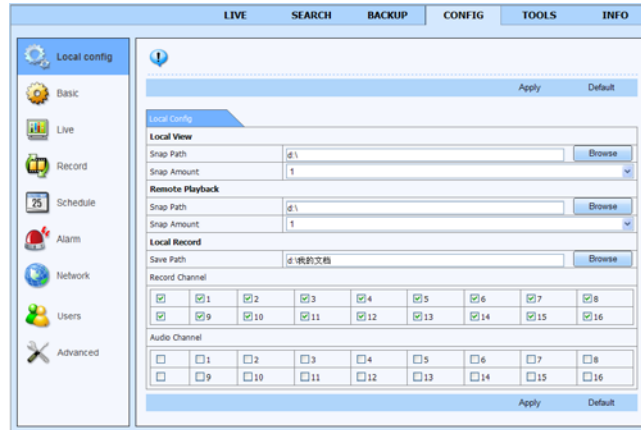 LIVE SEARCH BACKUP CONFIG TOOLS INFO
Local config
Basic
Live
Record
25 Schedule
Alarm
Network
Users
Advanced
Apply Default
Local Config
Local View
Snap Path d:\ Browse
Snap Amount 1
Remote Playback
Snap Path d:\ Browse
Snap Amount 1
Local Record
Save Path d:\我的文档 Browse
Record Channel
1 2 3 4 5 6 7 8
9 10 11 12 13 14 15 16
Audio Channel
1 2 3 4 5 6 7 8
9 10 11 12 13 14 15 16
Apply Default